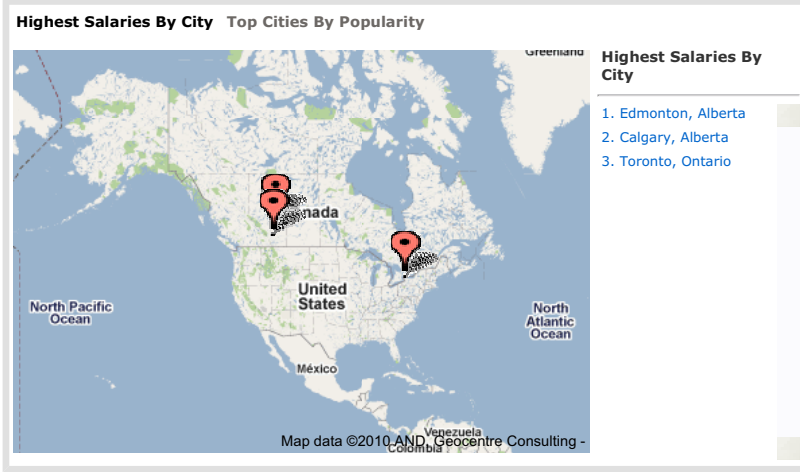 Highest Salaries By City Top Cities By Popularity
Greenland
Highest Salaries By
City
1. Edmonton, Alberta
2. Calgary, Alberta
3. Toronto, Ontario
nada
United
States
North Pacific
Ocean
North
Atlantic
Ocean
México
Venezuela
Map data ©2010 AND, Geocentre Consulting -
Colombia